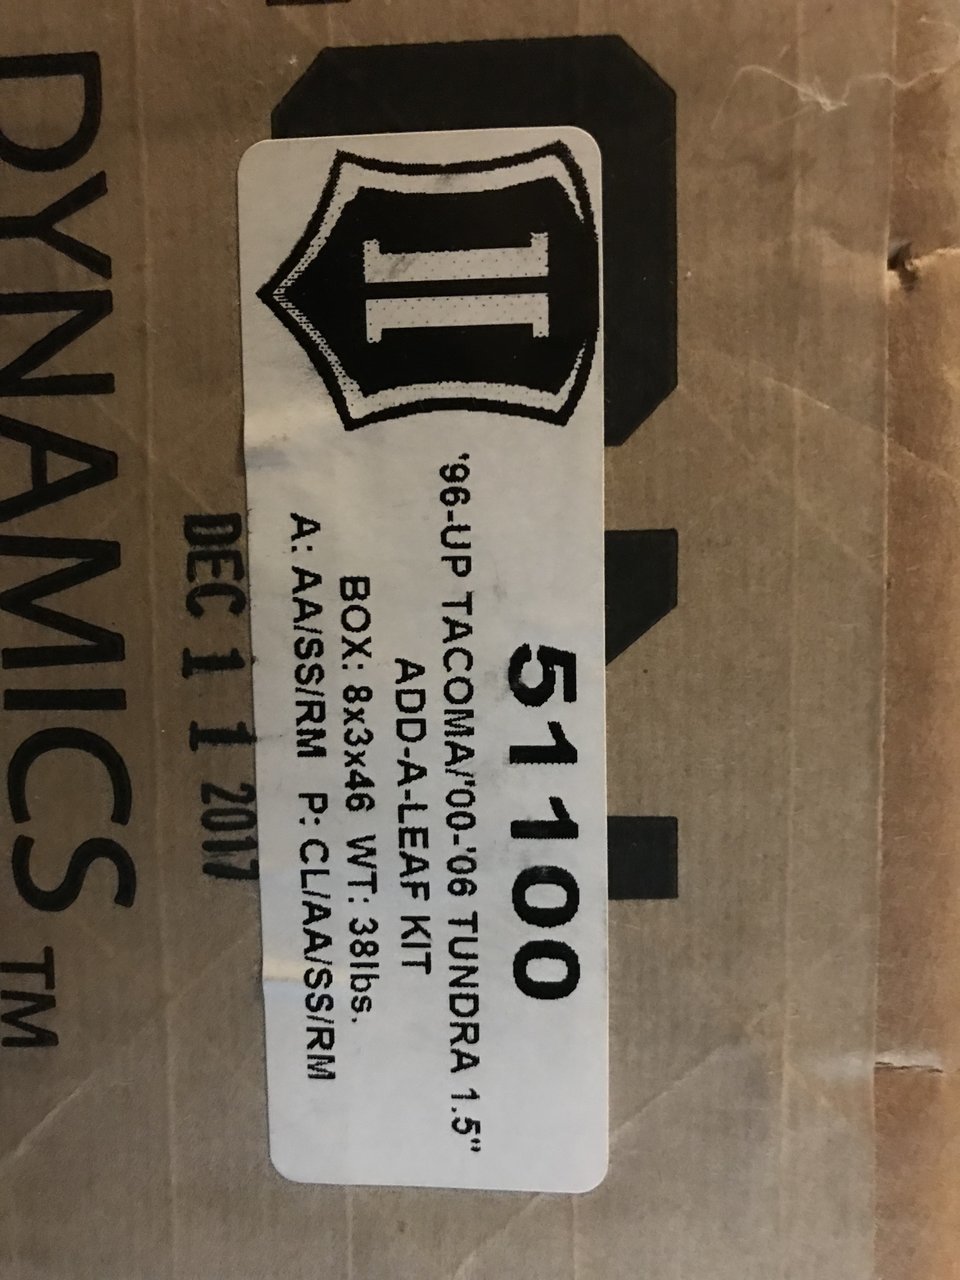 51100
'96-UP TACOMA/'00-'06 TUNDRA 1.5"
ADD-A-LEAF KIT
BOX: 8x3x46 WT: 38lbs.
A: AA/SS/RM P: CL/AA/SS/RM
DEC 1 1 2017
DYNAMICS TM